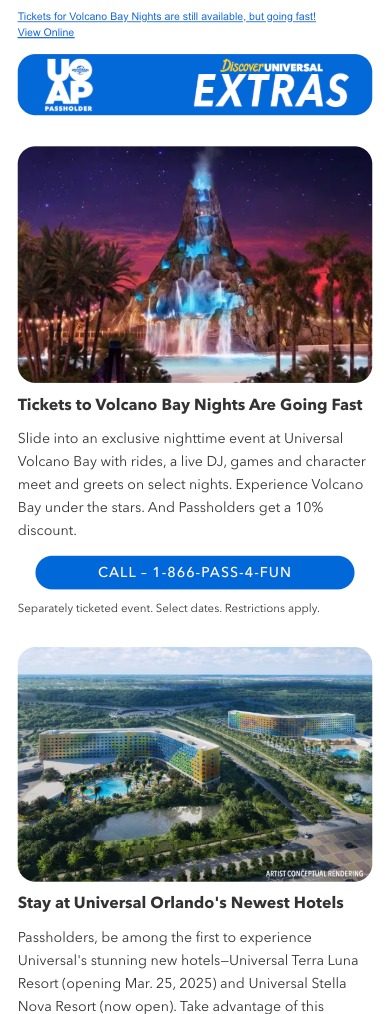 Tickets for Volcano Bay Nights are still available, but going fast!
View Online
UOAP
PASSHOLDER
Discover UNIVERSAL
EXTRAS
Tickets to Volcano Bay Nights Are Going Fast
Slide into an exclusive nighttime event at Universal
Volcano Bay with rides, a live DJ, games and character
meet and greets on select nights. Experience Volcano
Bay under the stars. And Passholders get a 10%
discount.
CALL – 1-866-PASS-4-FUN
Separately ticketed event. Select dates. Restrictions apply.
ARTIST CONCEPTUAL RENDERING
Stay at Universal Orlando's Newest Hotels
Passholders, be among the first to experience
Universal's stunning new hotels—Universal Terra Luna
Resort (opening Mar. 25, 2025) and Universal Stella
Nova Resort (now open). Take advantage of this